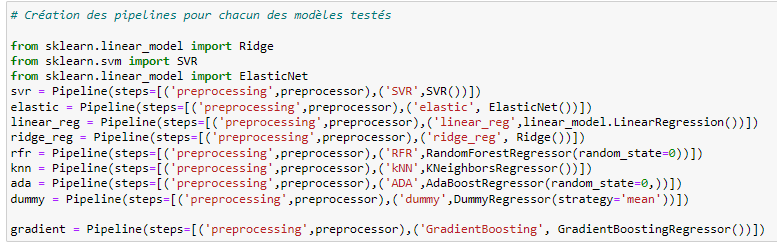 # Création des pipelines pour chacun des modèles testés
from sklearn.linear_model import Ridge
from sklearn.svm import SVR
from sklearn.linear_model import ElasticNet
svr = Pipeline(steps=[('preprocessing',preprocessor),('SVR',SVR())])
elastic = Pipeline(steps=[('preprocessing',preprocessor),('elastic', ElasticNet())])
linear_reg = Pipeline(steps=[('preprocessing',preprocessor),('linear_reg',linear_model.LinearRegression())])
ridge_reg = Pipeline(steps=[('preprocessing',preprocessor),('ridge_reg', Ridge())])
rfr = Pipeline(steps=[('preprocessing',preprocessor),('RFR',RandomForestRegressor(random_state=0))])
knn = Pipeline(steps=[('preprocessing',preprocessor),('kNN',KNeighborsRegressor())])
ada = Pipeline(steps=[('preprocessing',preprocessor),('ADA',AdaBoostRegressor(random_state=0,))])
dummy = Pipeline(steps=[('preprocessing',preprocessor),('dummy',DummyRegressor(strategy='mean'))])
gradient = Pipeline(steps=[('preprocessing',preprocessor),('GradientBoosting', GradientBoostingRegressor())])